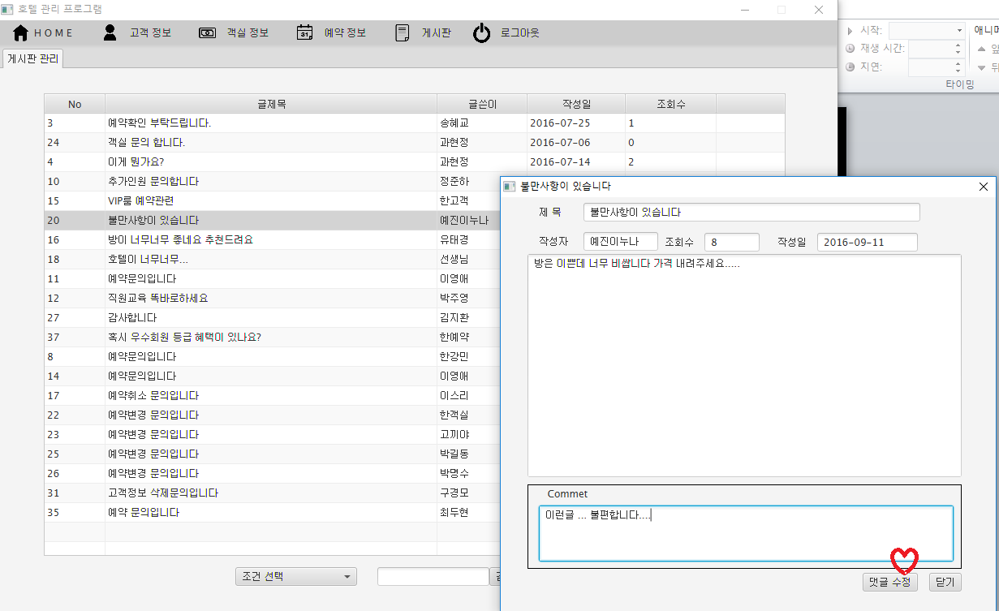 호텔 관리 프로그램
HOME 고객 정보 객실 정보 예약 정보 게시판 로그아웃
시작: 애니메
재생 시간:
지연:
타이밍
게시판 관리
No 글제목 글쓴이 작성일 조회수
3 예약확인 부탁드립니다. 송혜교 2016-07-25 1
24 객실 문의 합니다. 과현정 2016-07-06 0
4 이게 뭔가요? 과현정 2016-07-14 2
10 추가인원 문의합니다 정준하
15 VIP룸 예약관련 한고객
20 불만사항이 있습니다 예진이누나
16 방이 너무너무 좋네요 추천드려요 유태경
18 호텔이 너무너무... 선생님
11 예약문의입니다 이영애
12 직원교육 똑바로하세요 박주영
27 감사합니다 김지환
37 혹시 우수회원 등급 혜택이 있나요? 한예약
8 예약문의입니다 한강민
14 예약문의입니다 이영애
17 예약취소 문의입니다 이스리
22 예약변경 문의입니다 한객실
23 예약변경 문의입니다 고끼야
25 예약변경 문의입니다 박길동
26 예약변경 문의입니다 박명수
31 고객정보 삭제문의입니다 구경모
35 예약 문의입니다 최두현
조건 선택
불만사항이 있습니다
제 목 불만사항이 있습니다
작성자 예진이누나 조회수 8 작성일 2016-09-11
방은 이쁜데 너무 비쌉니다 가격 내려주세요.....
Commet
이런글 ... 불편합니다....
댓글 수정 닫기